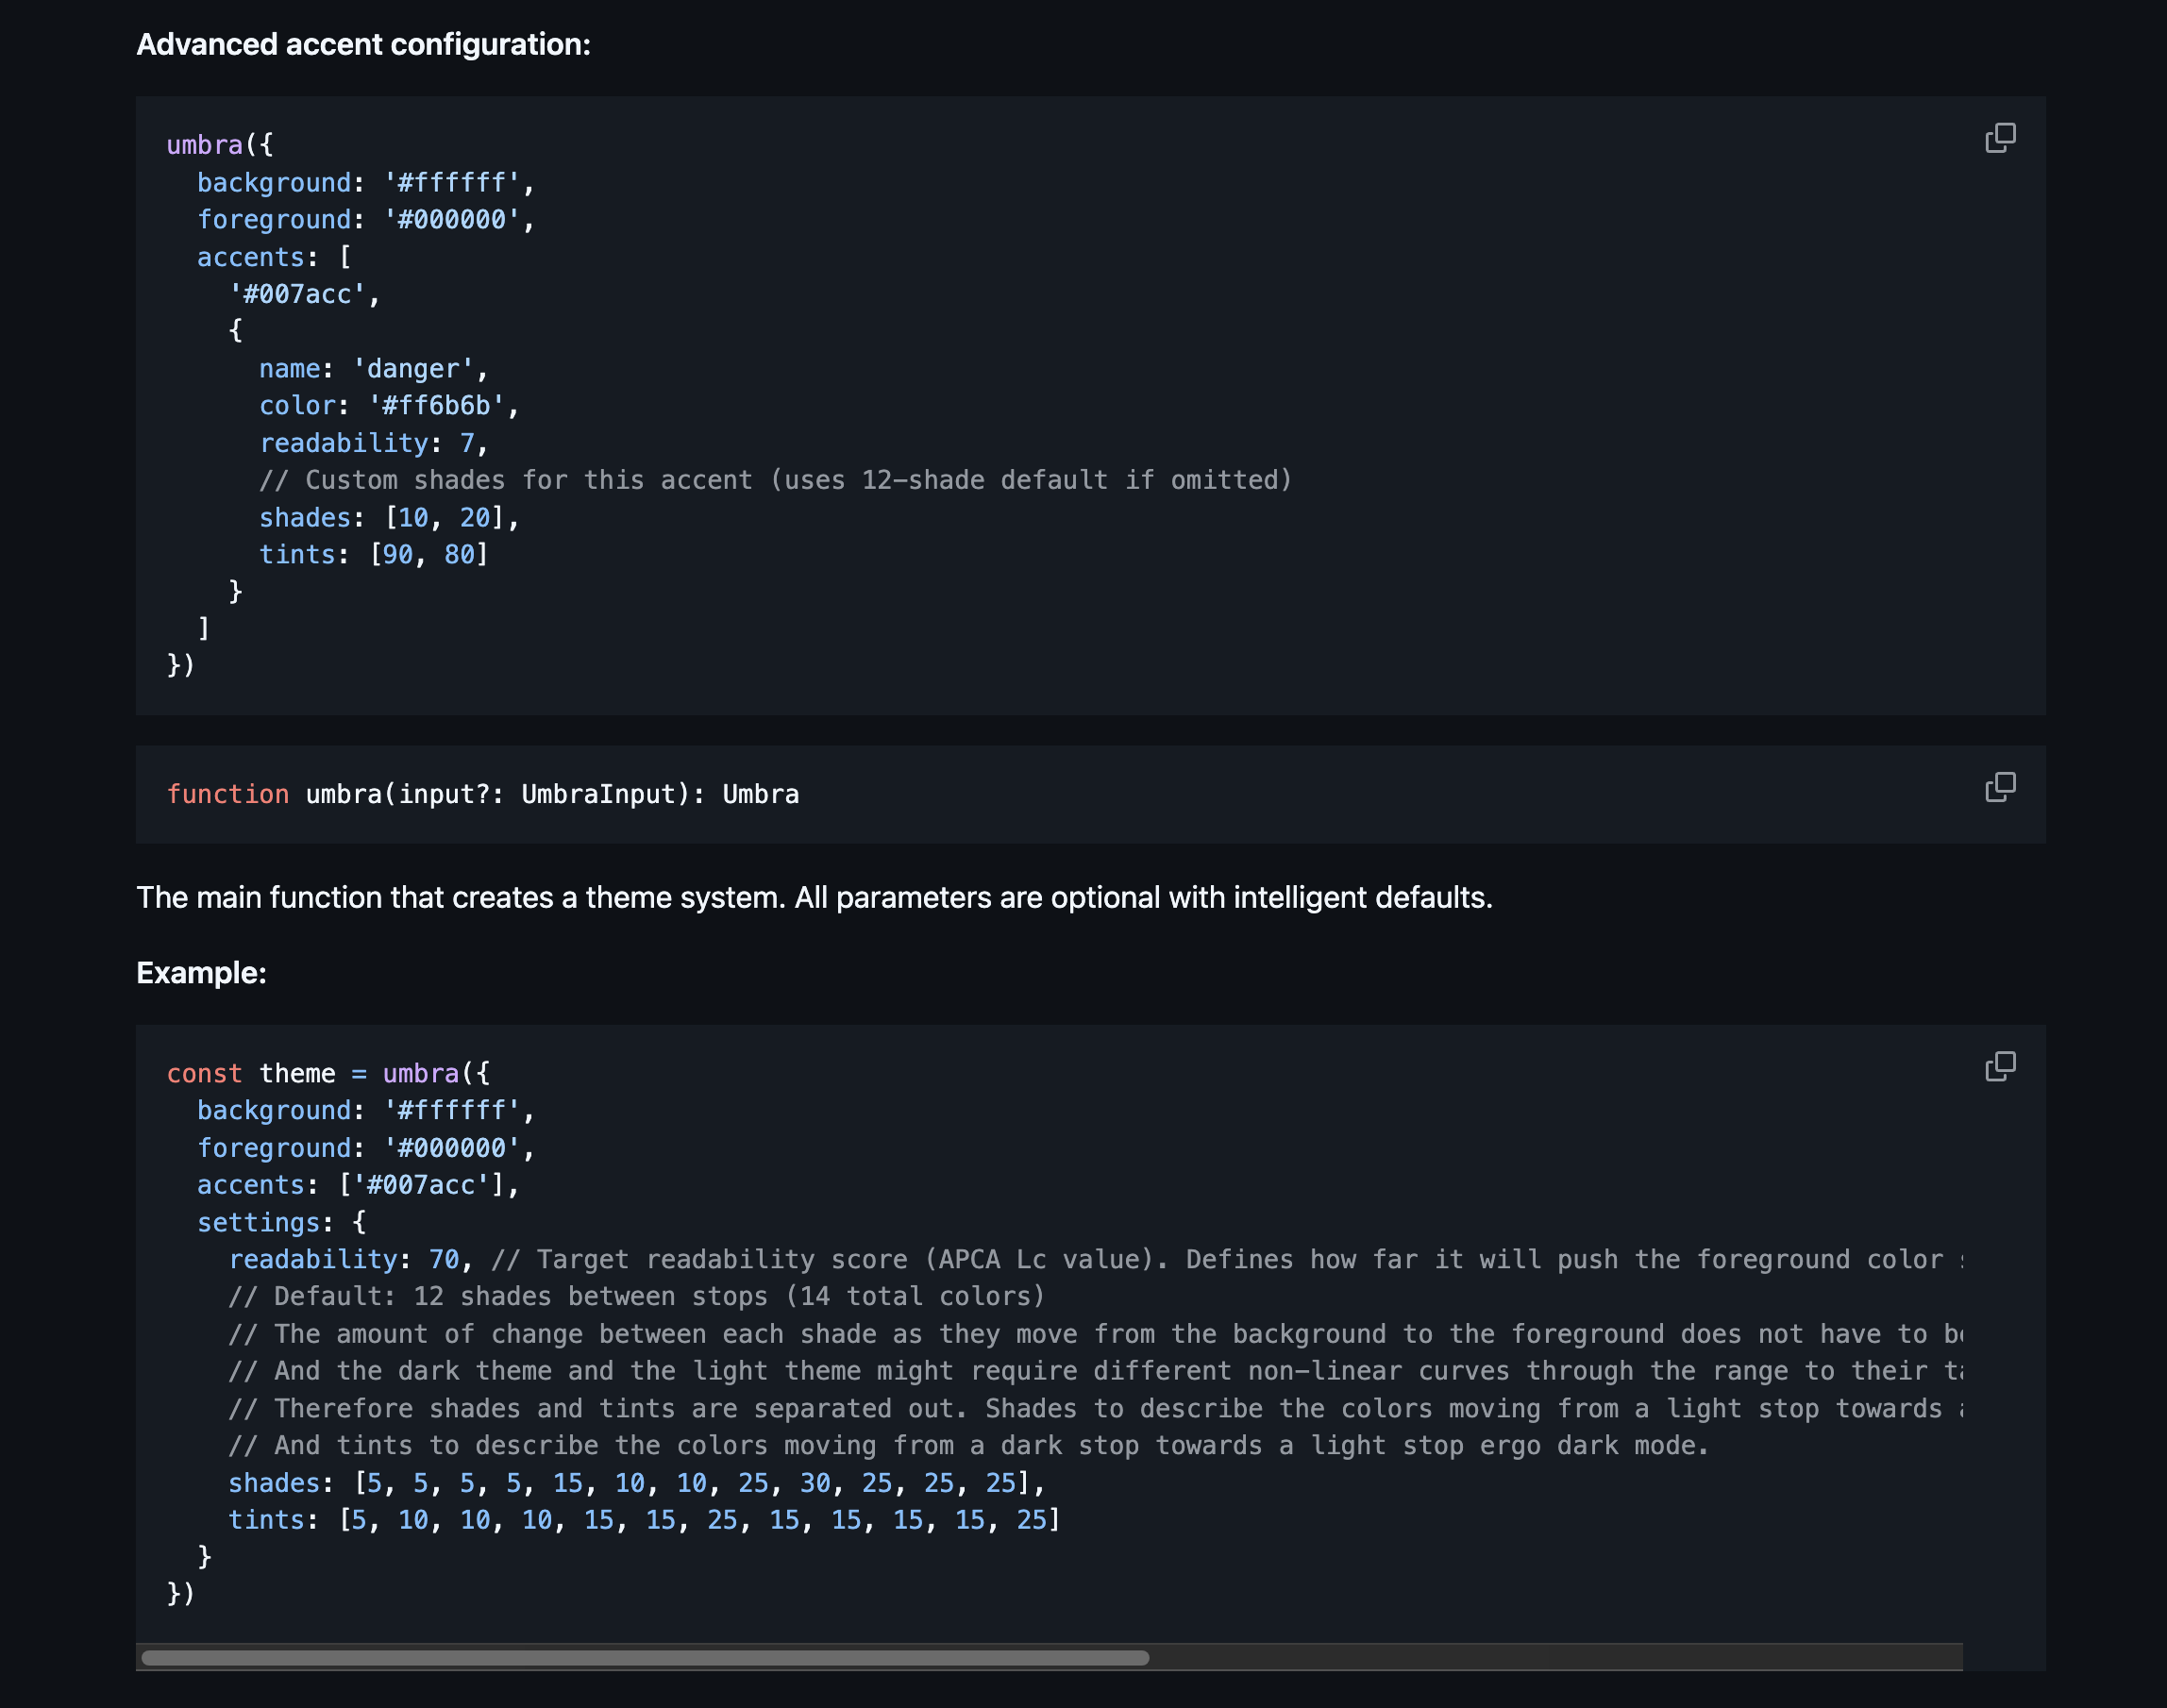 Advanced accent configuration:
umbra({
  background: '#ffffff',
  foreground: '#000000',
  accents: [
    '#007acc',
    {
      name: 'danger',
      color: '#ff6b6b',
      readability: 7,
      // Custom shades for this accent (uses 12-shade default if omitted)
      shades: [10, 20],
      tints: [90, 80]
    }
  ]
})
function umbra(input?: UmbraInput): Umbra
The main function that creates a theme system. All parameters are optional with intelligent defaults.
Example:
const theme = umbra({
  background: '#ffffff',
  foreground: '#000000',
  accents: ['#007acc'],
  settings: {
    readability: 70, // Target readability score (APCA Lc value). Defines how far it will push the foreground color
    // Default: 12 shades between stops (14 total colors)
    // The amount of change between each shade as they move from the background to the foreground does not have to
    // And the dark theme and the light theme might require different non-linear curves through the range to their
    // Therefore shades and tints are separated out. Shades to describe the colors moving from a light stop towards
    // And tints to describe the colors moving from a dark stop towards a light stop ergo dark mode.
    shades: [5, 5, 5, 5, 15, 10, 10, 25, 30, 25, 25, 25],
    tints: [5, 10, 10, 10, 15, 15, 25, 15, 15, 15, 15, 25]
  }
})